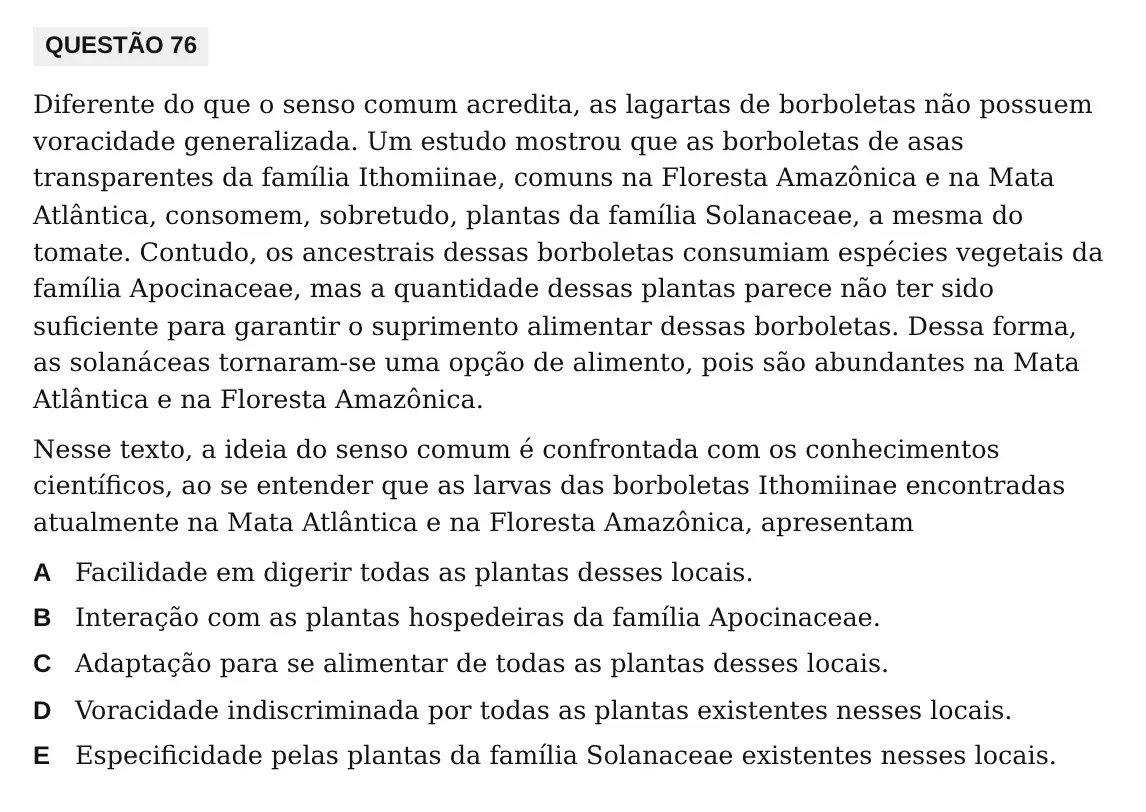 QUESTÃO 76
Diferente do que o senso comum acredita, as lagartas de borboletas não possuem
voracidade generalizada. Um estudo mostrou que as borboletas de asas
transparentes da família Ithomiinae, comuns na Floresta Amazônica e na Mata
Atlântica, consomem, sobretudo, plantas da família Solanaceae, a mesma do
tomate. Contudo, os ancestrais dessas borboletas consumiam espécies vegetais da
família Apocinaceae, mas a quantidade dessas plantas parece não ter sido
suficiente para garantir o suprimento alimentar dessas borboletas. Dessa forma,
as solanáceas tornaram-se uma opção de alimento, pois são abundantes na Mata
Atlântica e na Floresta Amazônica.
Nesse texto, a ideia do senso comum é confrontada com os conhecimentos
científicos, ao se entender que as larvas das borboletas Ithomiinae encontradas
atualmente na Mata Atlântica e na Floresta Amazônica, apresentam
A Facilidade em digerir todas as plantas desses locais.
B Interação com as plantas hospedeiras da família Apocinaceae.
C Adaptação para se alimentar de todas as plantas desses locais.
D Voracidade indiscriminada por todas as plantas existentes nesses locais.
E Especificidade pelas plantas da família Solanaceae existentes nesses locais.